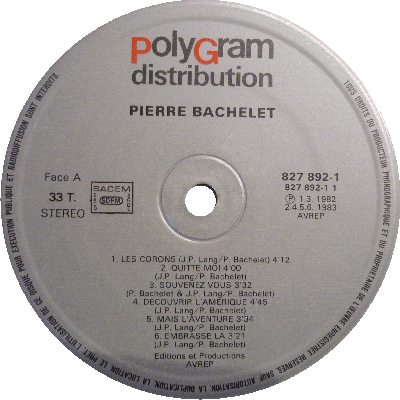 PolyGram
distribution
PIERRE BACHELET
Face A
33 T.
STEREO
SACEM
SDRM
827 892-1
827 892-1 1
Ⓟ 1.3. 1982
2.4.5.6. 1983
AVREP
1. LES CORONS (J.P. Lang/P. Bachelet) 4'12
2. QUITTE MOI 4'00
(J.P. Lang/P. Bachelet)
3. SOUVENEZ VOUS 3'32
(P. Bachelet & J.P. Lang/P. Bachelet)
4. DECOUVRIR L'AMERIQUE 4'45
(J.P. Lang/P. Bachelet)
5. MAIS L'AVENTURE 3'34
(J.P. Lang/P. Bachelet)
6. EMBRASSE LA 3'21
(J.P. Lang/P. Bachelet)
Editions et Productions
AVREP
TOUS DROITS DU PRODUCTEUR PHONOGRAPHIQUE ET DU PROPRIETAIRE DE L'ŒUVRE ENREGISTREE RESERVES. SAUF AUTORISATION, LA DUPLICATION, LA LOCATION, LE PRET, L'UTILISATION DE CE DISQUE POUR EXECUTION PUBLIQUE ET RADIODIFFUSION SONT INTERDITS.